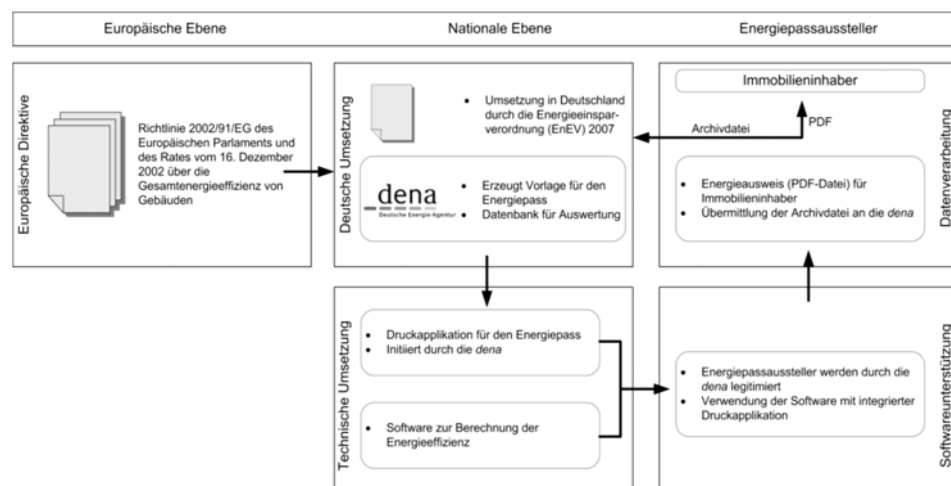 Europäische Ebene
Nationale Ebene
Energiepassaussteller
Europäische Direktive
Richtlinie 2002/91/EG des
Europäischen Parlaments und
des Rates vom 16. Dezember
2002 über die
Gesamtenergieeffizienz von
Gebäuden
Deutsche Umsetzung
• Umsetzung in Deutschland
durch die Energieeinspar-
verordnung (EnEV) 2007
dena
Deutsche Energie-Agentur
• Erzeugt Vorlage für den
Energiepass
• Datenbank für Auswertung
Immobilieninhaber
Archivdatei
PDF
• Energieausweis (PDF-Datei) für
Immobilieninhaber
• Übermittlung der Archivdatei an die dena
Datenverarbeitung
Technische Umsetzung
• Druckapplikation für den Energiepass
• Initiiert durch die dena
• Software zur Berechnung der
Energieeffizienz
• Energiepassaussteller werden durch die
dena legitimiert
• Verwendung der Software mit integrierter
Druckapplikation
Softwareunterstützung